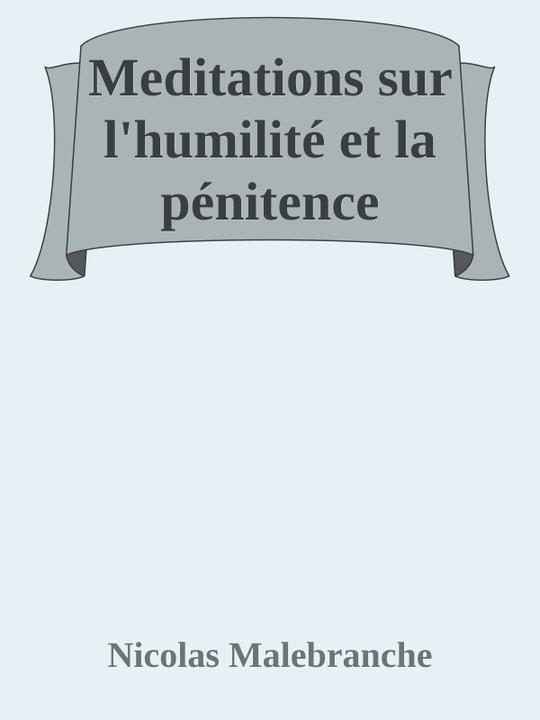 Meditations sur
l'humilité et la
pénitence
Nicolas Malebranche